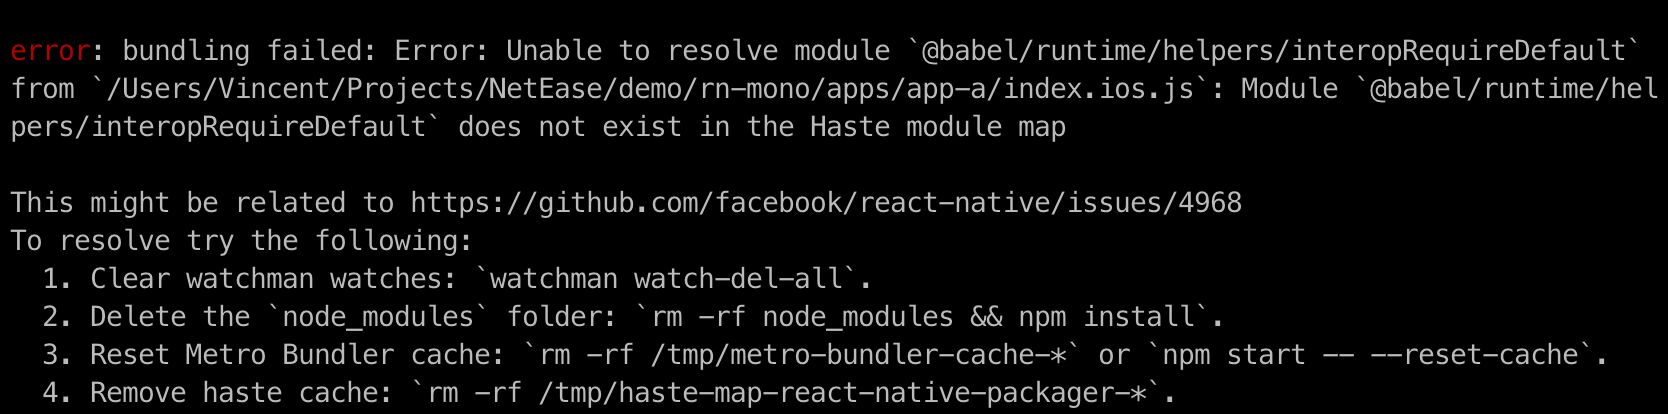 error: bundling failed: Error: Unable to resolve module `@babel/runtime/helpers/interopRequireDefault`
from `/Users/Vincent/Projects/NetEase/demo/rn-mono/apps/app-a/index.ios.js`: Module `@babel/runtime/hel
pers/interopRequireDefault` does not exist in the Haste module map
This might be related to https://github.com/facebook/react-native/issues/4968
To resolve try the following:
1. Clear watchman watches: `watchman watch-del-all`.
2. Delete the `node_modules` folder: `rm -rf node_modules && npm install`.
3. Reset Metro Bundler cache: `rm -rf /tmp/metro-bundler-cache-*` or `npm start -- --reset-cache`.
4. Remove haste cache: `rm -rf /tmp/haste-map-react-native-packager-*`.